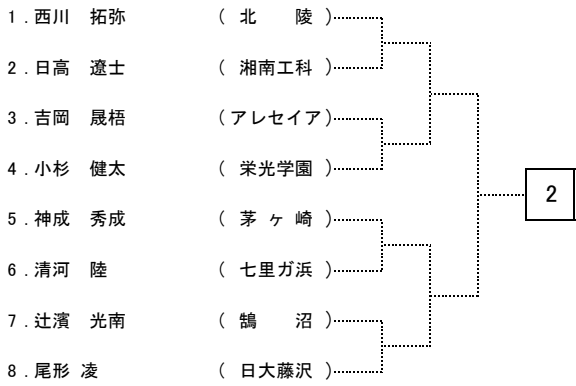 1．西川　拓弥　（ 北　　陵 ）
2．日高　遼士　（ 湘南工科 ）
3．吉岡　晟梧　（アレセイア）
4．小杉　健太　（ 栄光学園 ）
2
5．神成　秀成　（ 茅 ヶ 崎 ）
6．清河　陸　（ 七里ガ浜 ）
7．辻濱　光南　（ 鵠　　沼 ）
8．尾形 凌　（ 日大藤沢 ）